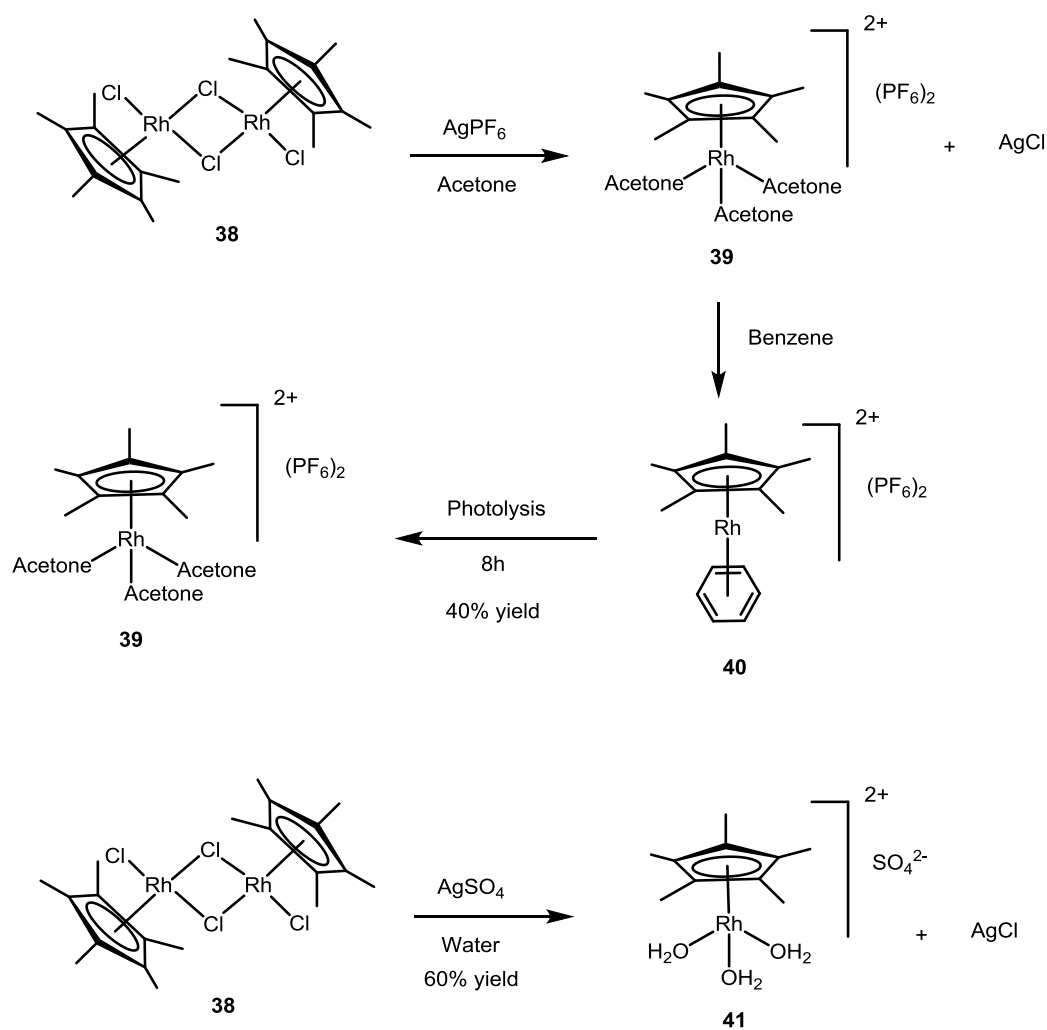 Cl
Cl
Rh
Rh
Cl
Cl
38
AgPF6
Acetone
2+
(PF6)2
Rh
Acetone
Acetone
Acetone
39
+
AgCl
Benzene
2+
(PF6)2
Rh
Acetone
Acetone
Acetone
39
Photolysis
8h
40% yield
2+
(PF6)2
Rh
40
Cl
Cl
Rh
Rh
Cl
Cl
38
AgSO4
Water
60% yield
2+
SO4 2-
Rh
H2O
OH2
OH2
41
+
AgCl